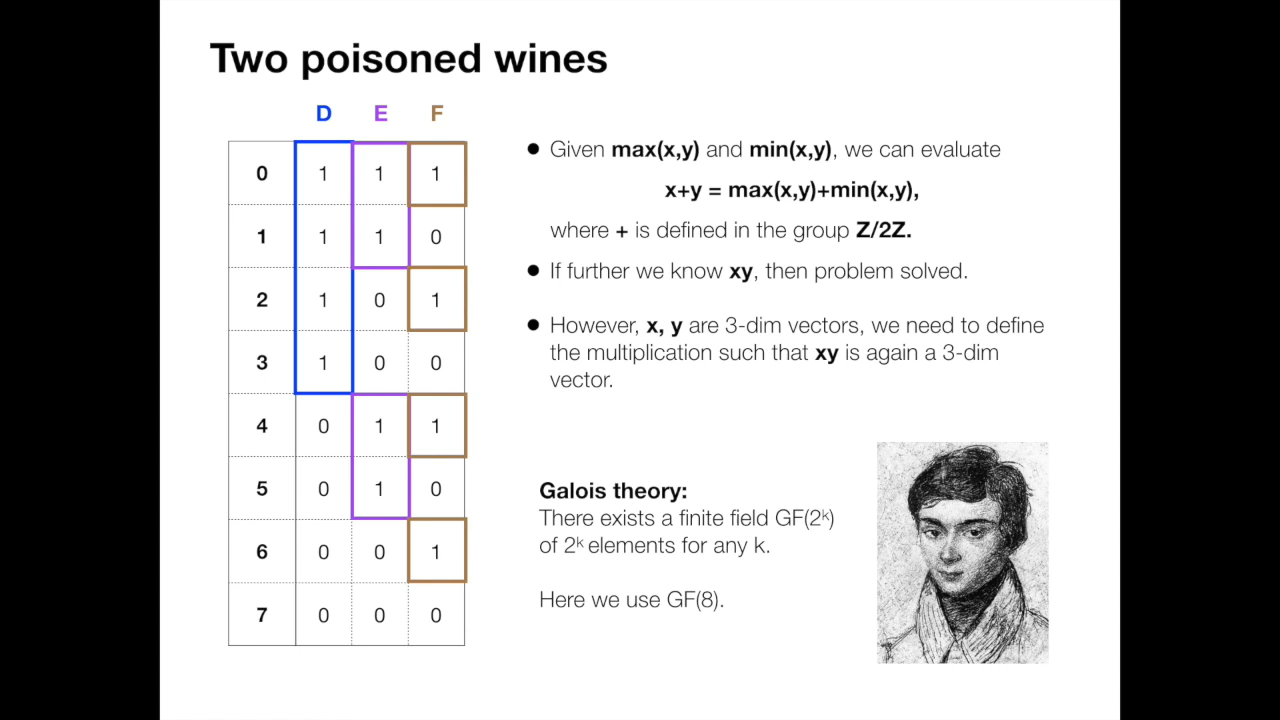 Two poisoned wines
D E F
0 1 1 1
1 1 1 0
2 1 0 1
3 1 0 0
4 0 1 1
5 0 1 0
6 0 0 1
7 0 0 0
● Given max(x,y) and min(x,y), we can evaluate
x+y = max(x,y)+min(x,y),
where + is defined in the group Z/2Z.
● If further we know xy, then problem solved.
● However, x, y are 3-dim vectors, we need to define
the multiplication such that xy is again a 3-dim
vector.
Galois theory:
There exists a finite field GF(2ᵏ)
of 2ᵏ elements for any k.
Here we use GF(8).